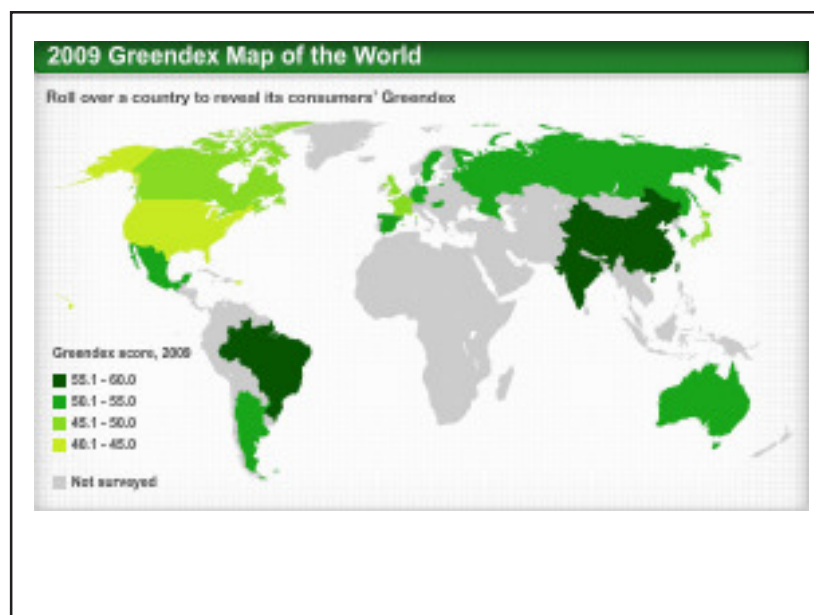 2009 Greendex Map of the World
Roll over a country to reveal its consumers' Greendex
Greendex score, 2009
55.1 - 60.0
50.1 - 55.0
45.1 - 50.0
40.1 - 45.0
Not surveyed